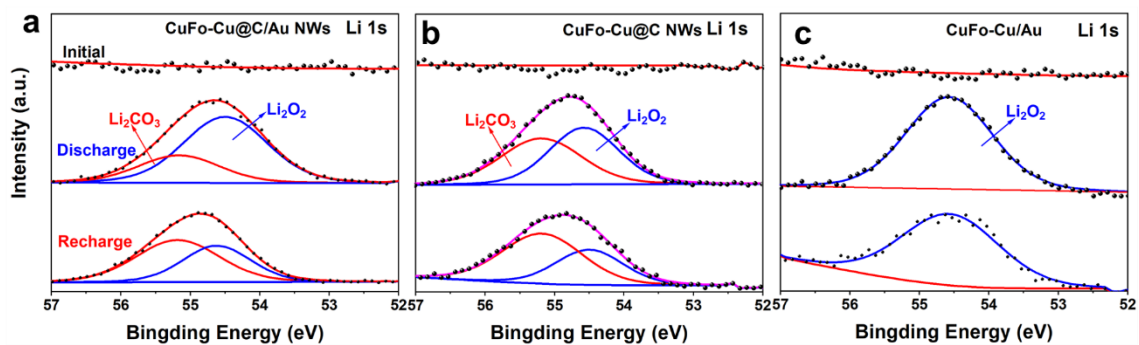 a
CuFo-Cu@C/Au NWs Li 1s
Initial
Li2CO3
Li2O2
Discharge
Recharge
57 56 55 54 53 52
Bingding Energy (eV)
Intensity (a.u.)
b
CuFo-Cu@C NWs Li 1s
Li2CO3
Li2O2
57 56 55 54 53 52
Bingding Energy (eV)
c
CuFo-Cu/Au Li 1s
Li2O2
57 56 55 54 53 52
Bingding Energy (eV)